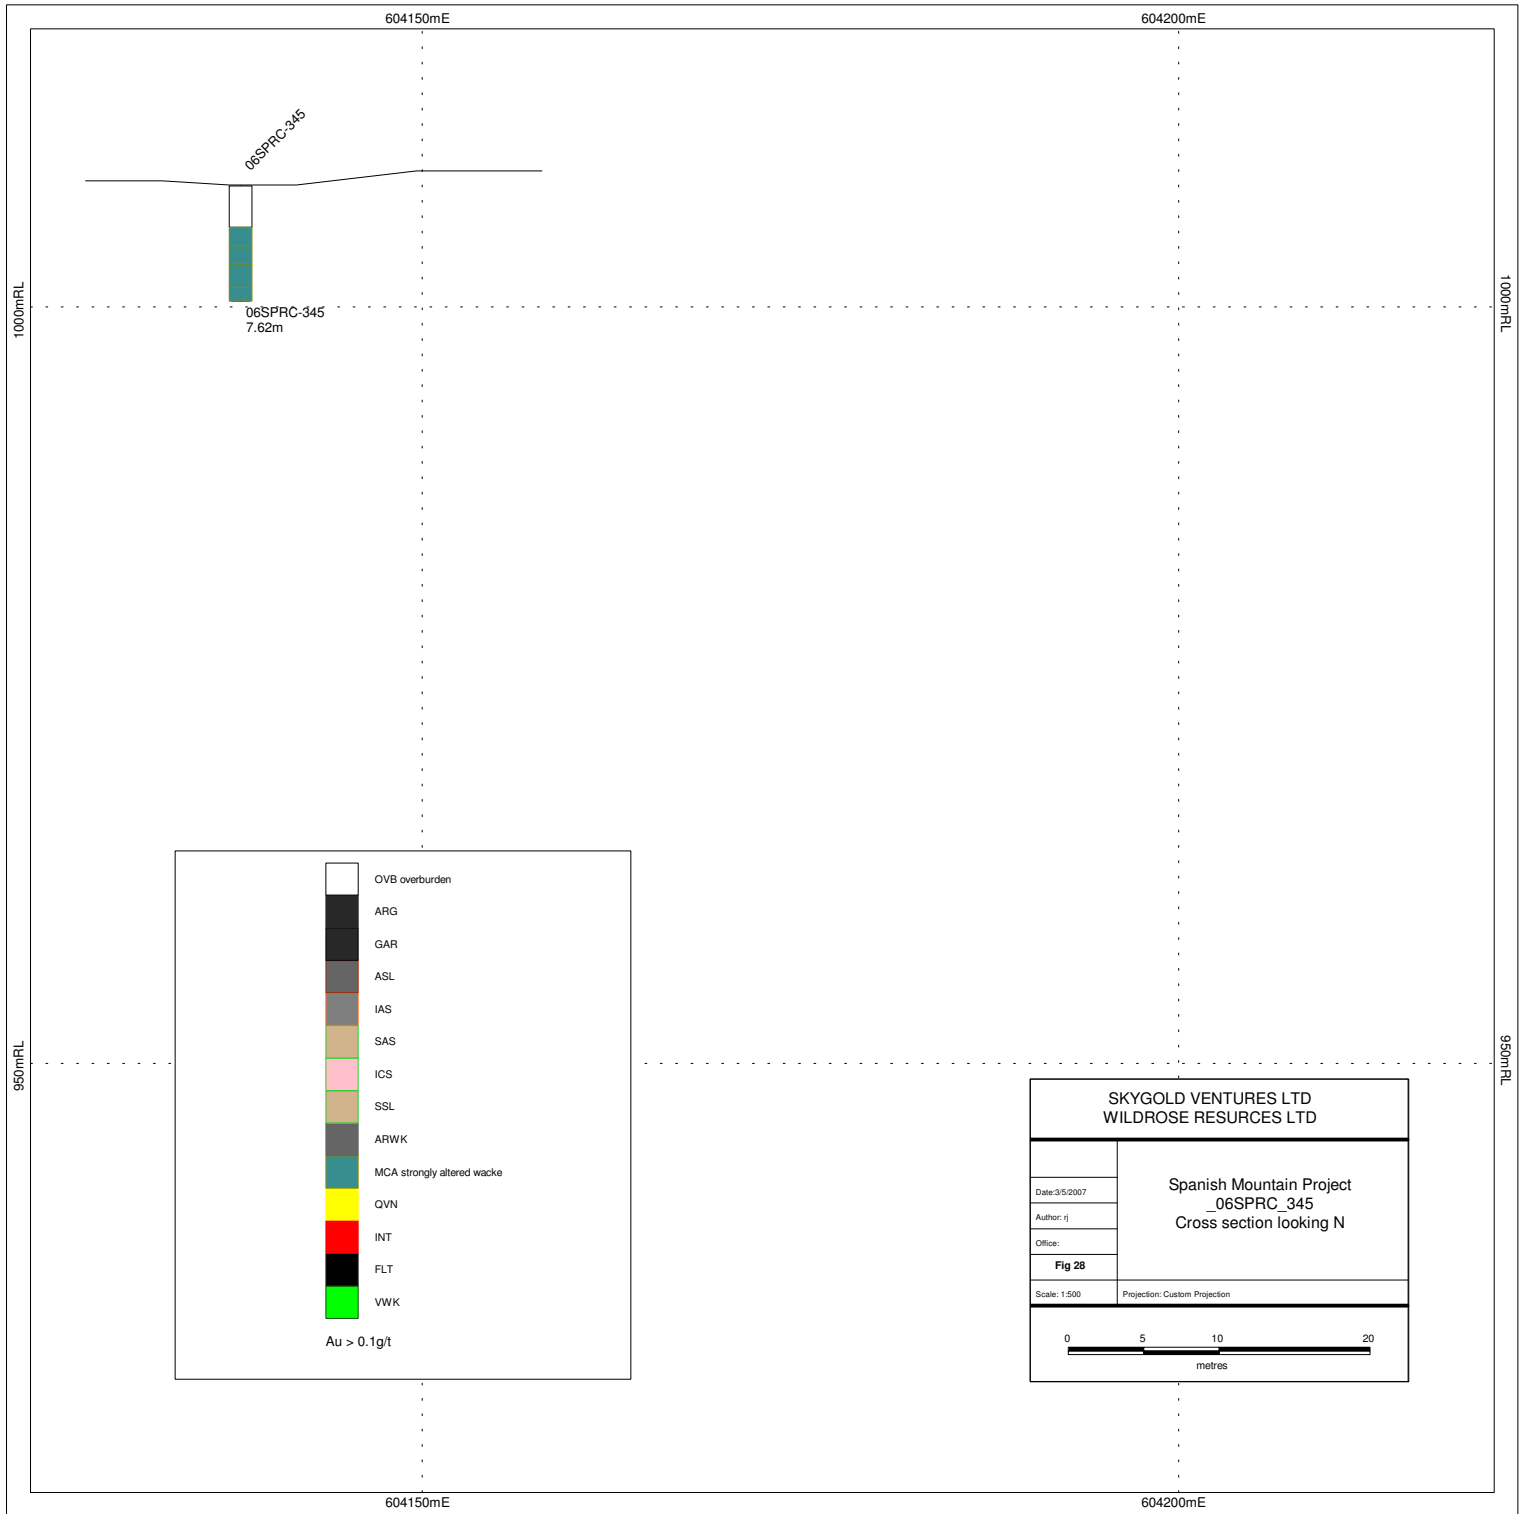 604150mE
604200mE
06SPRC-345
1000mRL
1000mRL
06SPRC-345
7.62m
950mRL
950mRL
OVB overburden
ARG
GAR
ASL
IAS
SAS
ICS
SSL
ARWK
MCA strongly altered wacke
QVN
INT
FLT
VWK
Au > 0.1g/t
SKYGOLD VENTURES LTD
WILDROSE RESURCES LTD
Date:3/5/2007
Author: rj
Office:
Fig 28
Spanish Mountain Project
_06SPRC_345
Cross section looking N
Scale: 1:500
Projection: Custom Projection
0 5 10 20
metres
604150mE
604200mE